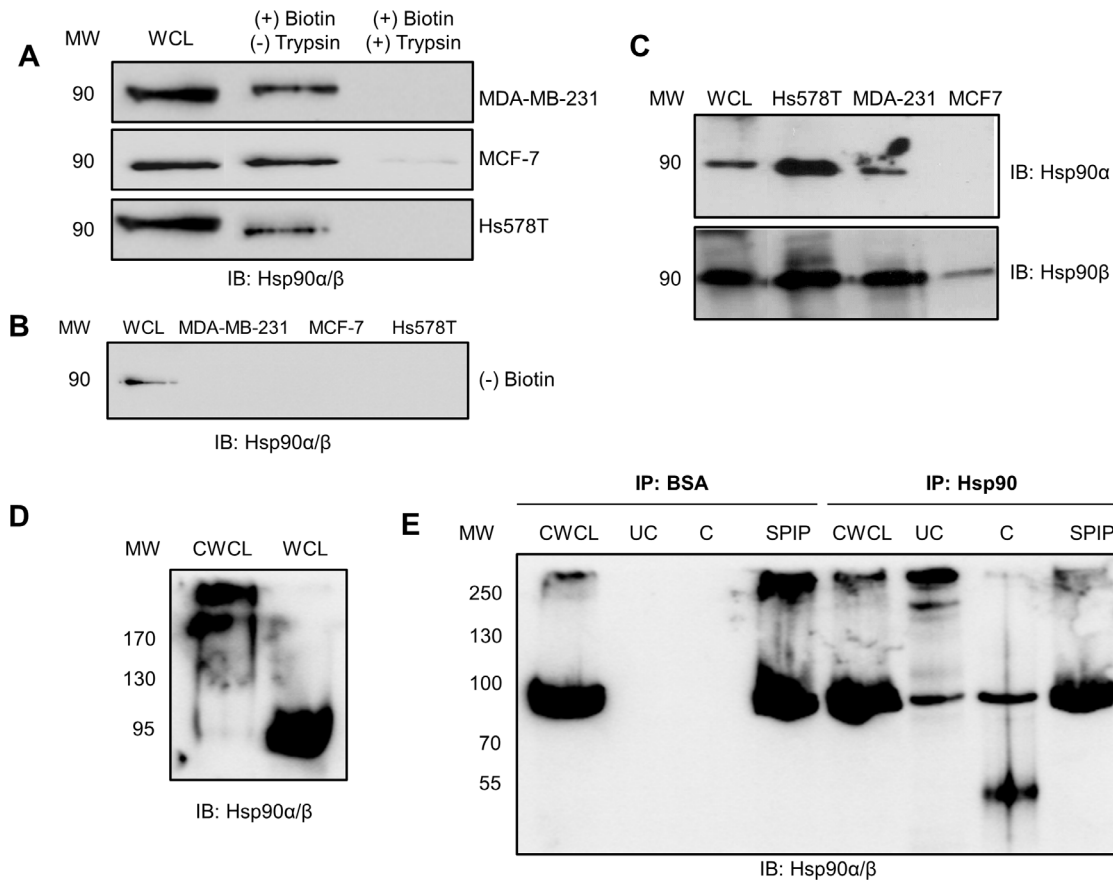 A
MW
WCL
(+) Biotin
(-) Trypsin
(+) Biotin
(+) Trypsin
90
MDA-MB-231
90
MCF-7
90
Hs578T
IB: Hsp90α/β
B
MW
WCL
MDA-MB-231
MCF-7
Hs578T
90
(-) Biotin
IB: Hsp90α/β
C
MW
WCL
Hs578T
MDA-231
MCF7
90
IB: Hsp90α
90
IB: Hsp90β
D
MW
CWCL
WCL
170
130
95
IB: Hsp90α/β
E
IP: BSA
IP: Hsp90
MW
CWCL
UC
C
SPIP
CWCL
UC
C
SPIP
250
130
100
70
55
IB: Hsp90α/β